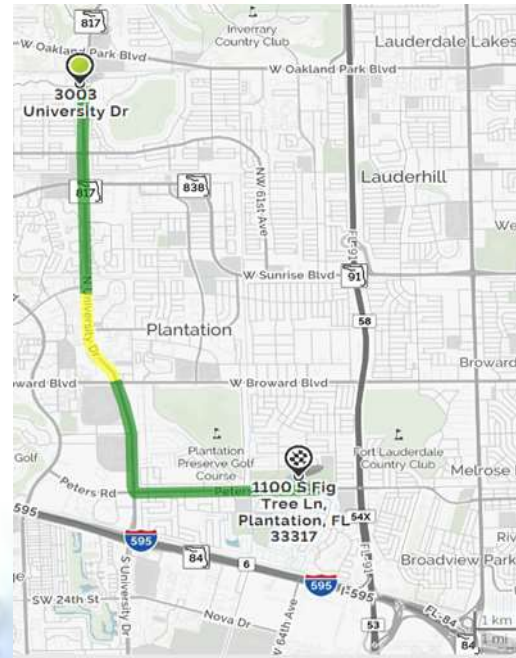 817
Inverrary
Country Club
Lauderdale Lakes
W Oakland Park Blvd
W Oakland Park Blvd
3003
University Dr
817
838
NW 61st Ave
Lauderhill
W Sunrise Blvd
91
58
N University Dr
Plantation
Broward
W Broward Blvd
Golf
Plantation
Preserve Golf
Course
Fort Lauderdale
Country Club
Melrose
Peters Rd
Peters
1100 S Fig
Tree Ln,
Plantation, FL
33317
595
595
54X
84
6
S University Dr
Broadview Park
SW 24th St
Nova Dr
W 64th Ave
595
595
FL-84
53
84
1 km
1 mi